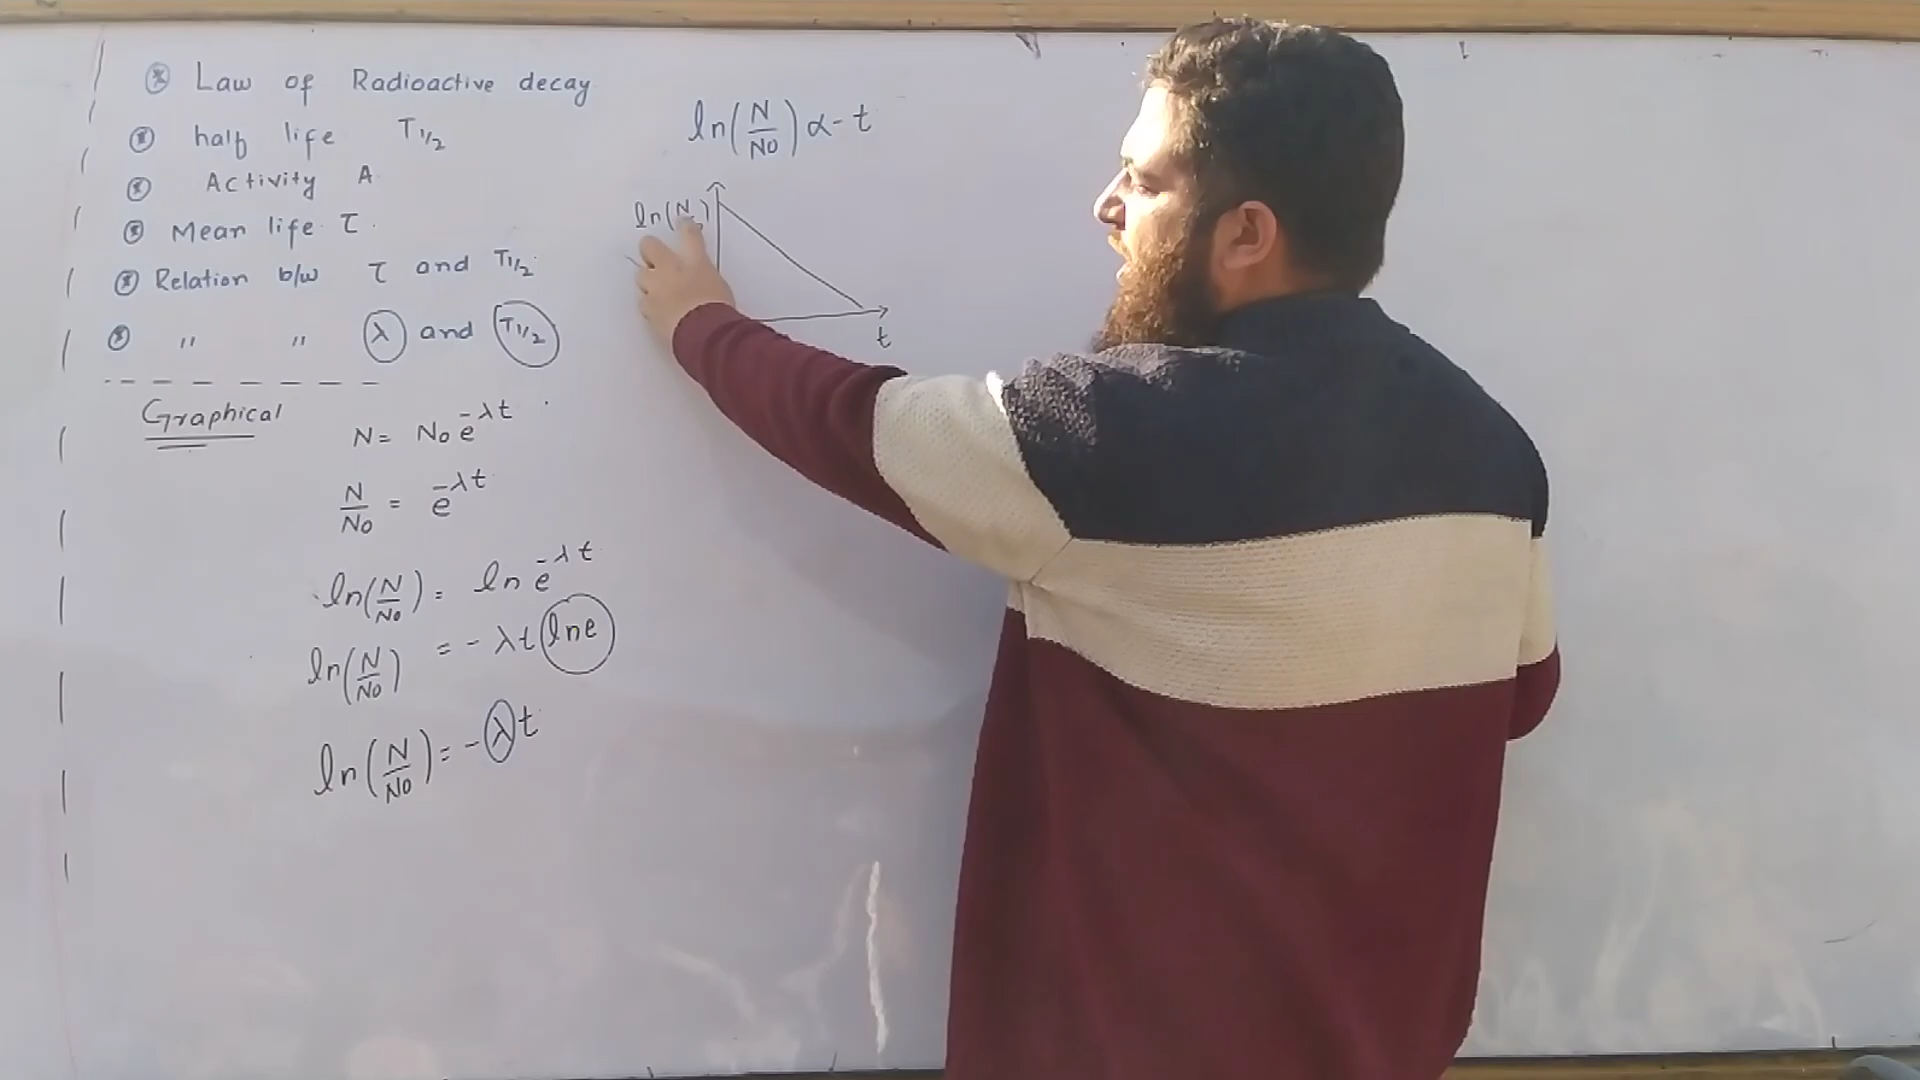 Law of Radioactive decay
half life T1/2
Activity A
Mean life τ
Relation b/w τ and T1/2
" " λ and T1/2
Graphical
N = N0 e^-λt
N/N0 = e^-λt
ln(N/N0) = ln e^-λt
ln(N/N0) = -λt lne
ln(N/N0) = -λt
ln(N/N0) α - t
ln(N
t